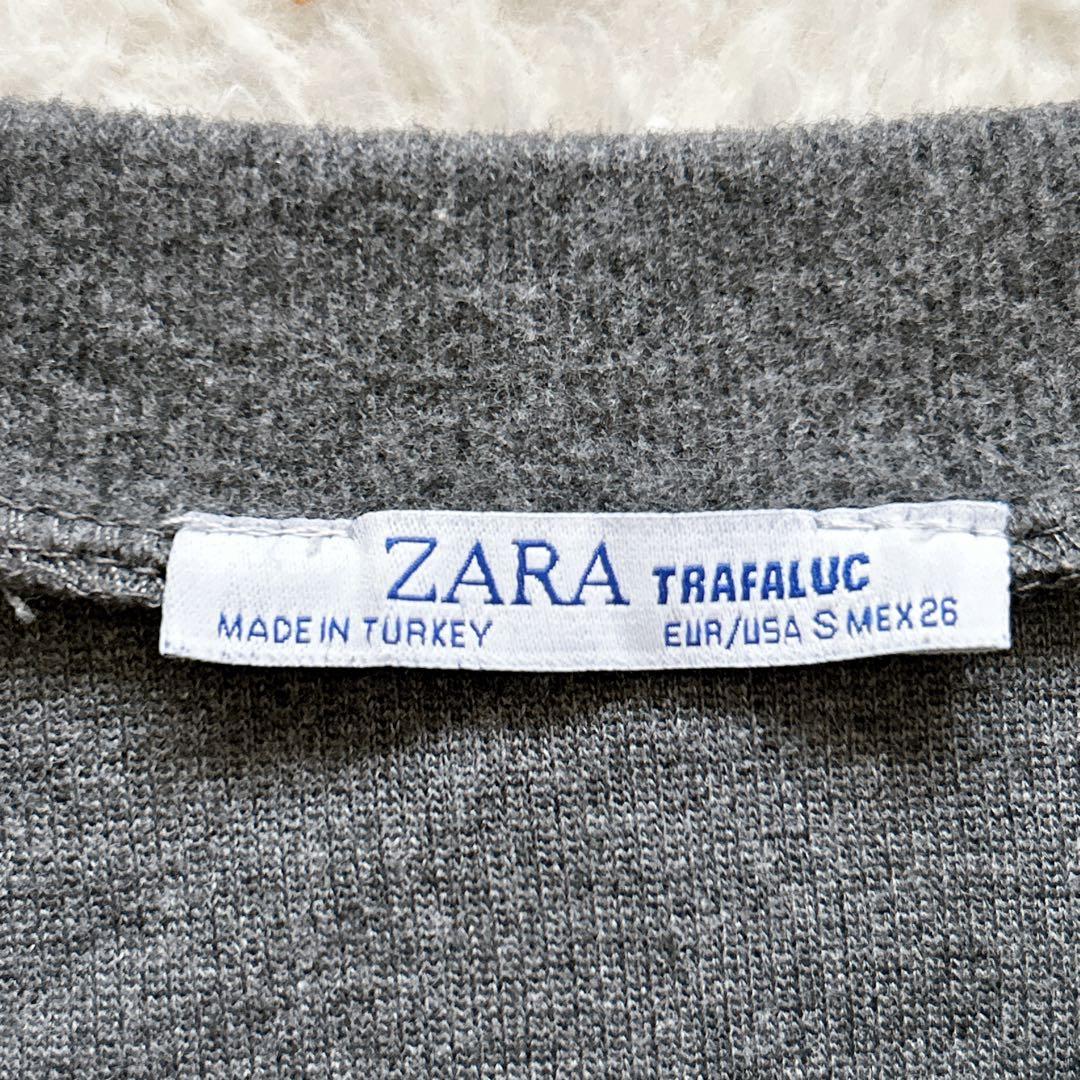 ZARA TRAFALUC
MADE IN TURKEY EUR/USA S MEX 26